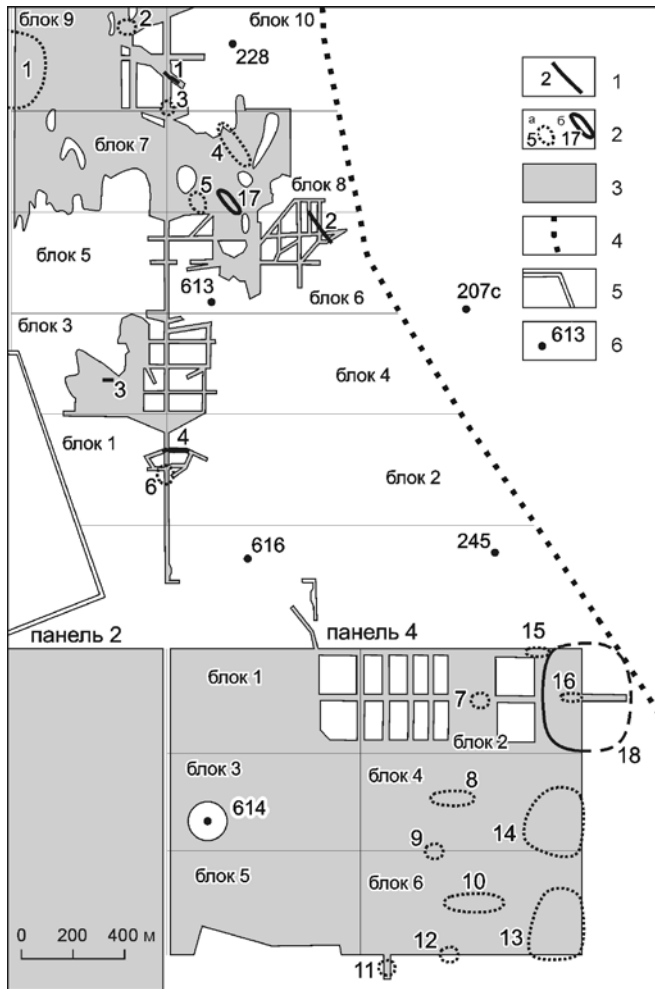 блок 9
2
блок 10
1
228
1
3
2
1
блок 7
4
а
б
5
17
2
5
17
блок 8
3
2
блок 5
4
613
блок 6
207с
5
блок 3
613
6
3
блок 4
блок 1
4
6
блок 2
616
245
панель 2
панель 4
15
блок 1
16
7
блок 2
18
блок 3
блок 4
8
614
14
9
блок 5
блок 6
10
0 200 400 м
12
13
11